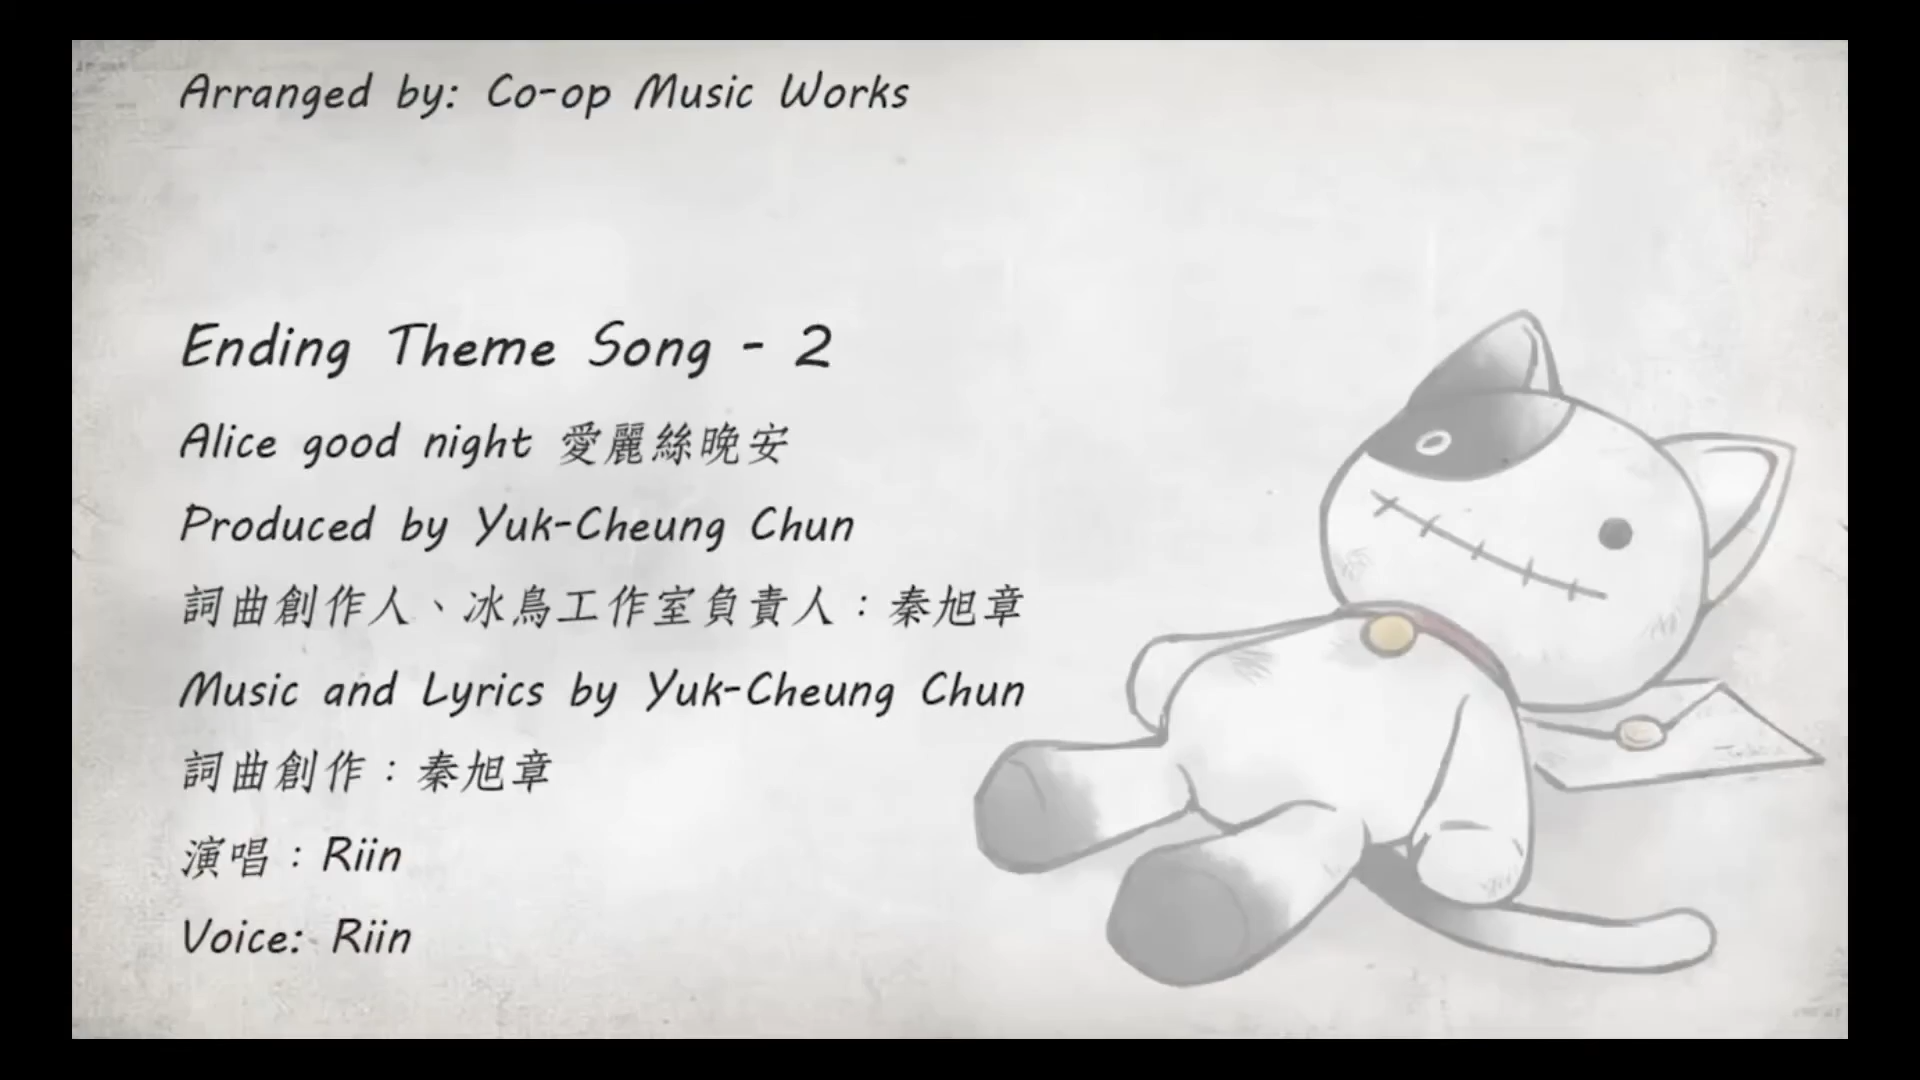 Arranged by: Co-op Music Works
Ending Theme Song - 2
Alice good night 愛麗絲晚安
Produced by Yuk-Cheung Chun
詞曲創作人、冰鳥工作室負責人：秦旭章
Music and Lyrics by Yuk-Cheung Chun
詞曲創作：秦旭章
演唱：Riin
Voice: Riin